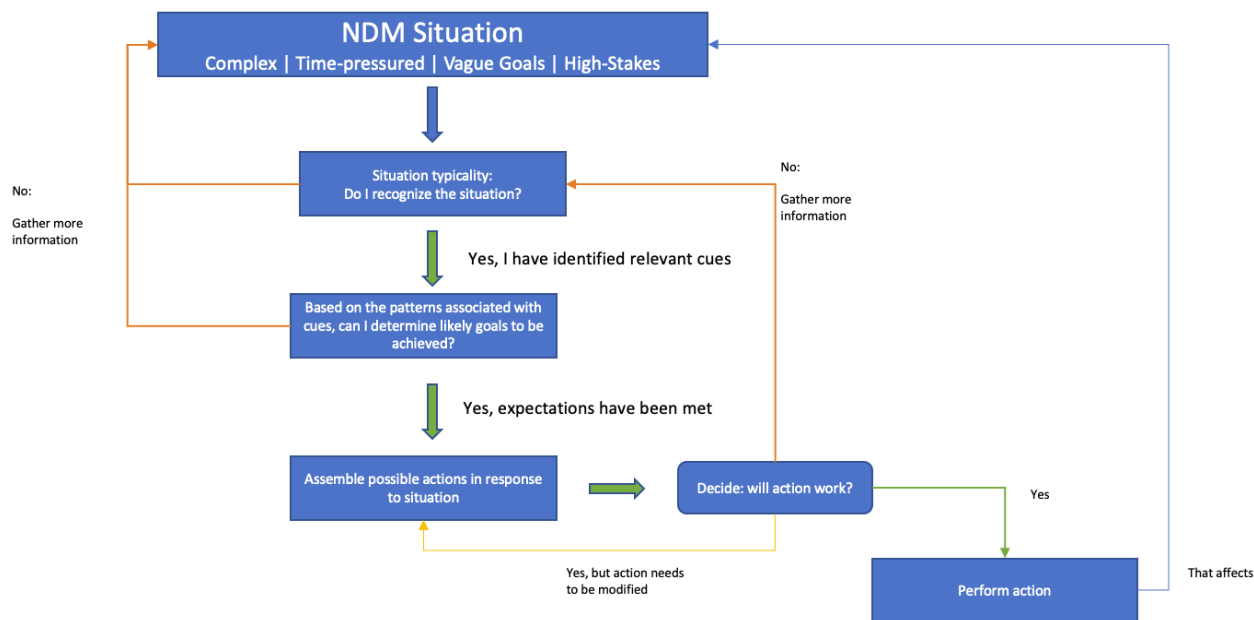 NDM Situation
Complex | Time-pressured | Vague Goals | High-Stakes
Situation typicality:
Do I recognize the situation?
No:
Gather more
information
No:
Gather more
information
Yes, I have identified relevant cues
Based on the patterns associated with
cues, can I determine likely goals to be
achieved?
Yes, expectations have been met
Assemble possible actions in response
to situation
Decide: will action work?
Yes
Yes, but action needs
to be modified
Perform action
That affects